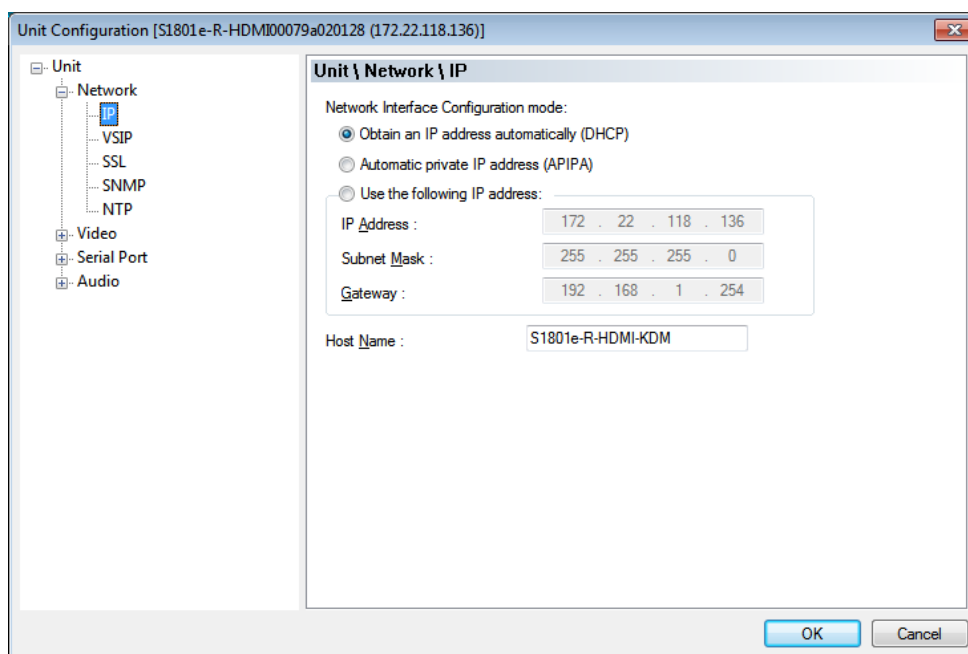 Unit Configuration [S1801e-R-HDMI00079a020128 (172.22.118.136)]
Unit
Network
IP
VSIP
SSL
SNMP
NTP
Video
Serial Port
Audio
Unit \ Network \ IP
Network Interface Configuration mode:
Obtain an IP address automatically (DHCP)
Automatic private IP address (APIPA)
Use the following IP address:
IP Address : 172 . 22 . 118 . 136
Subnet Mask : 255 . 255 . 255 . 0
Gateway : 192 . 168 . 1 . 254
Host Name : S1801e-R-HDMI-KDM
OK Cancel